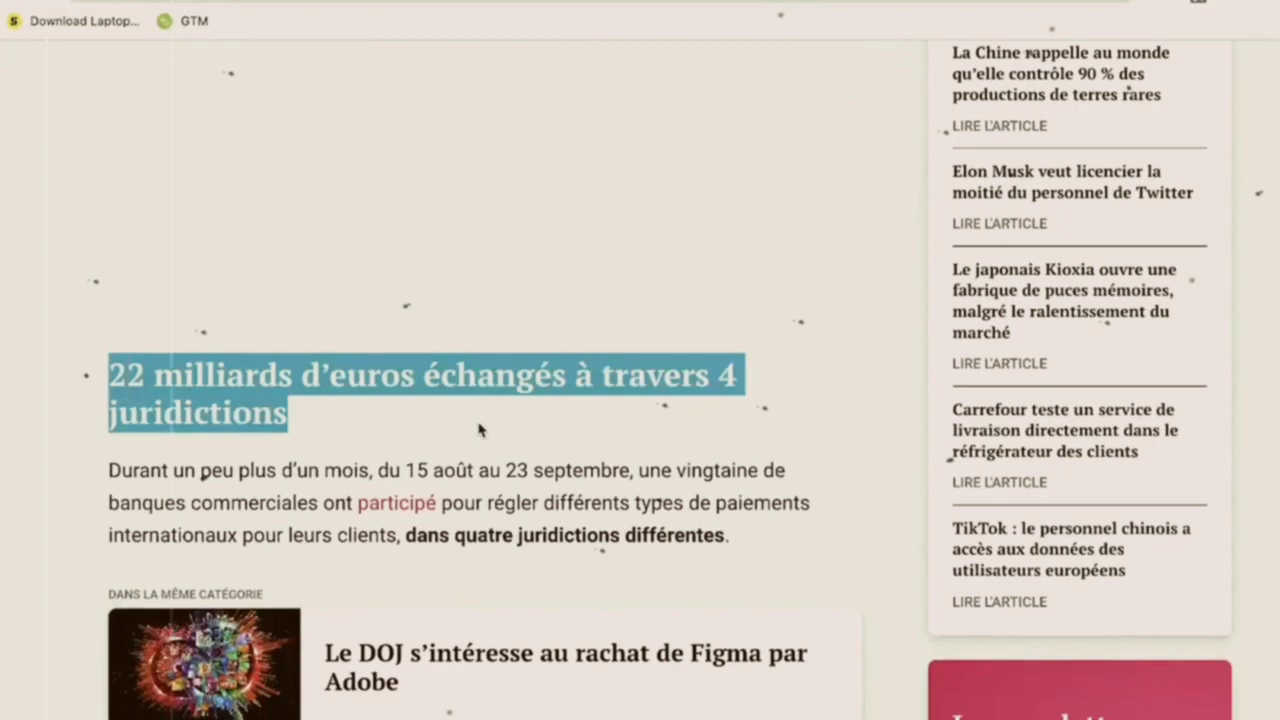 Download Laptop...
GTM
22 milliards d'euros échangés à travers 4
juridictions
Durant un peu plus d'un mois, du 15 août au 23 septembre, une vingtaine de
banques commerciales ont participé pour régler différents types de paiements
internationaux pour leurs clients, dans quatre juridictions différentes.
DANS LA MÊME CATÉGORIE
Le DOJ s'intéresse au rachat de Figma par
Adobe
La Chine rappelle au monde
qu'elle contrôle 90 % des
productions de terres rares
LIRE L'ARTICLE
Elon Musk veut licencier la
moitié du personnel de Twitter
LIRE L'ARTICLE
Le japonais Kioxia ouvre une
fabrique de puces mémoires,
malgré le ralentissement du
marché
LIRE L'ARTICLE
Carrefour teste un service de
livraison directement dans le
réfrigérateur des clients
LIRE L'ARTICLE
TikTok : le personnel chinois a
accès aux données des
utilisateurs européens
LIRE L'ARTICLE